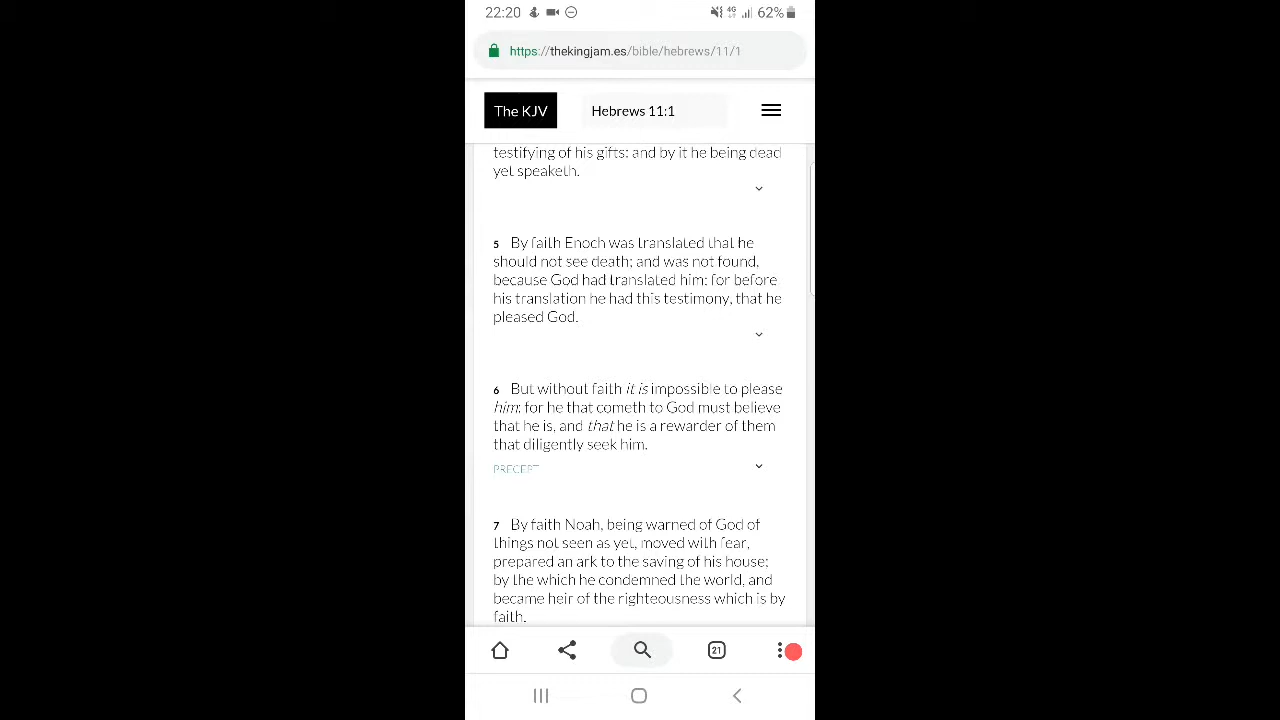 22:20 4G 62%
https://thekingjam.es/bible/hebrews/11/1
The KJV Hebrews 11:1
testifying of his gifts: and by it he being dead
yet speaketh.
5 By faith Enoch was translated that he
should not see death; and was not found,
because God had translated him: for before
his translation he had this testimony, that he
pleased God.
6 But without faith it is impossible to please
him: for he that cometh to God must believe
that he is, and that he is a rewarder of them
that diligently seek him.
PRECEPT
7 By faith Noah, being warned of God of
things not seen as yet, moved with fear,
prepared an ark to the saving of his house;
by the which he condemned the world, and
became heir of the righteousness which is by
faith.
21